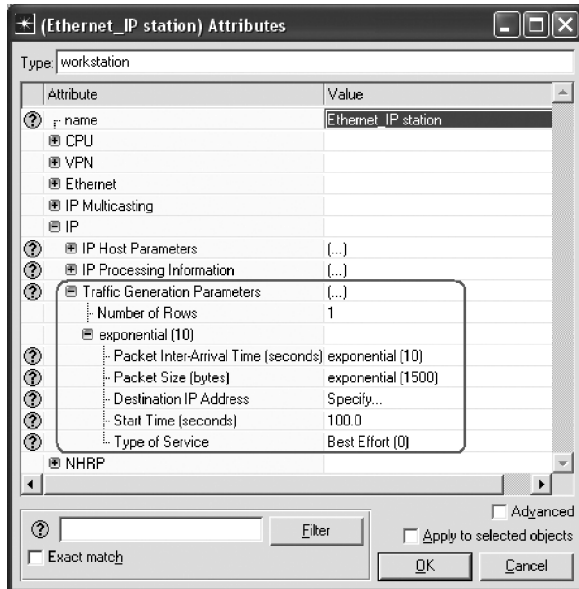 (Ethernet_IP station) Attributes
Type: workstation
Attribute Value
name Ethernet_IP station
CPU
VPN
Ethernet
IP Multicasting
IP
IP Host Parameters (...)
IP Processing Information (...)
Traffic Generation Parameters (...)
Number of Rows 1
exponential (10)
Packet Inter-Arrival Time (seconds) exponential (10)
Packet Size (bytes) exponential (1500)
Destination IP Address Specify...
Start Time (seconds) 100.0
Type of Service Best Effort (0)
NHRP
Advanced
Filter
Apply to selected objects
Exact match
OK Cancel